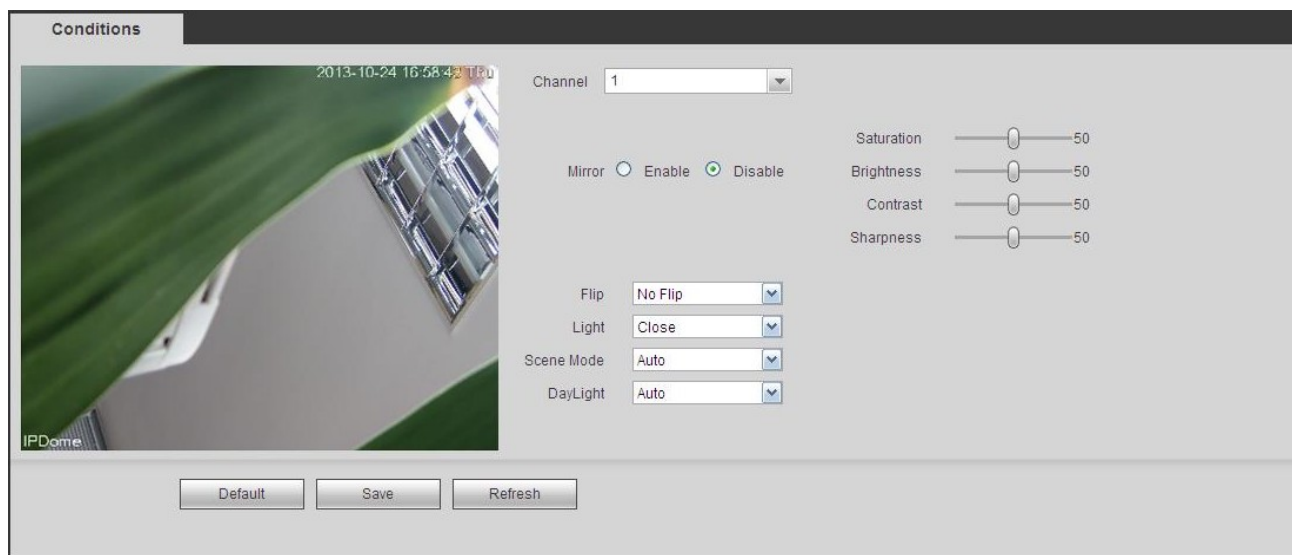 Conditions
2013-10-24 16:58:42 Thu
Channel 1
Mirror Enable Disable
Saturation 50
Brightness 50
Contrast 50
Sharpness 50
Flip No Flip
Light Close
Scene Mode Auto
DayLight Auto
IPDome
Default Save Refresh